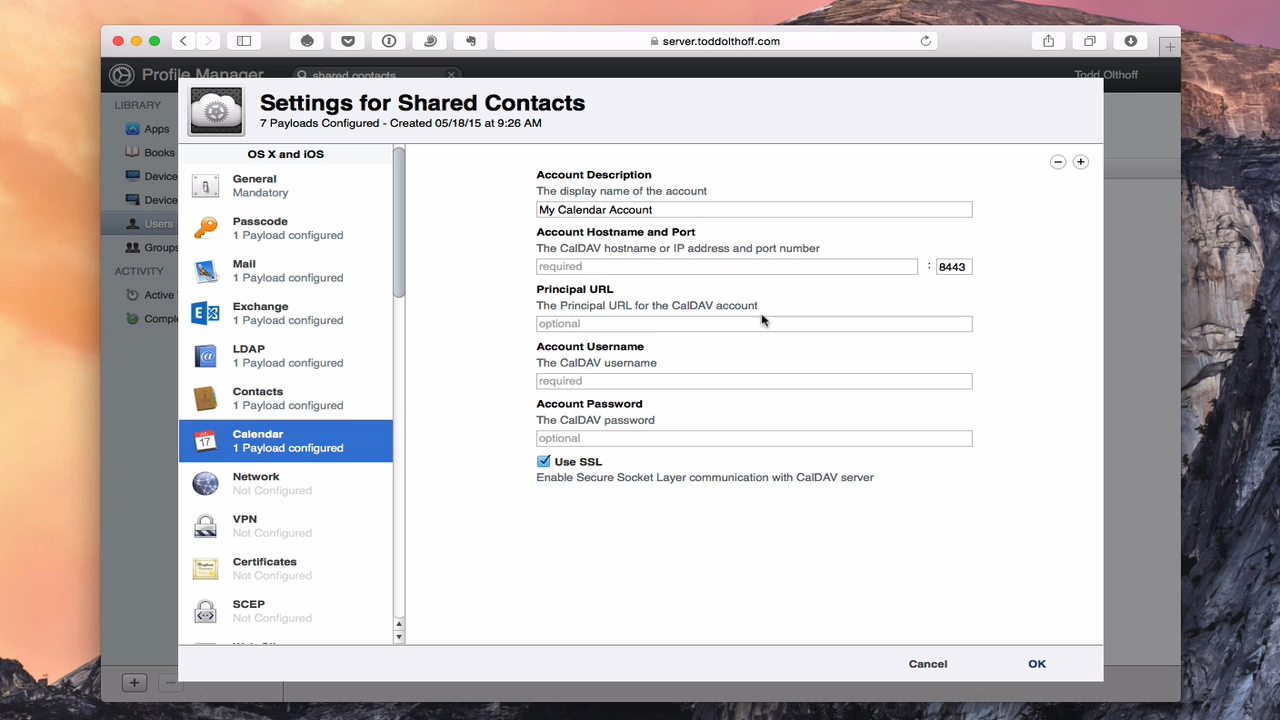 server.toddolthoff.com
Profile Manager
shared contacts
Todd Olthoff
LIBRARY
Apps
Books
Device
Device
Users
Groups
ACTIVITY
Active
Comple
Settings for Shared Contacts
7 Payloads Configured - Created 05/18/15 at 9:26 AM
OS X and iOS
General
Mandatory
Passcode
1 Payload configured
Mail
1 Payload configured
Exchange
1 Payload configured
LDAP
1 Payload configured
Contacts
1 Payload configured
Calendar
1 Payload configured
Network
Not Configured
VPN
Not Configured
Certificates
Not Configured
SCEP
Not Configured
Account Description
The display name of the account
My Calendar Account
Account Hostname and Port
The CalDAV hostname or IP address and port number
required : 8443
Principal URL
The Principal URL for the CalDAV account
optional
Account Username
The CalDAV username
required
Account Password
The CalDAV password
optional
Use SSL
Enable Secure Socket Layer communication with CalDAV server
Cancel OK